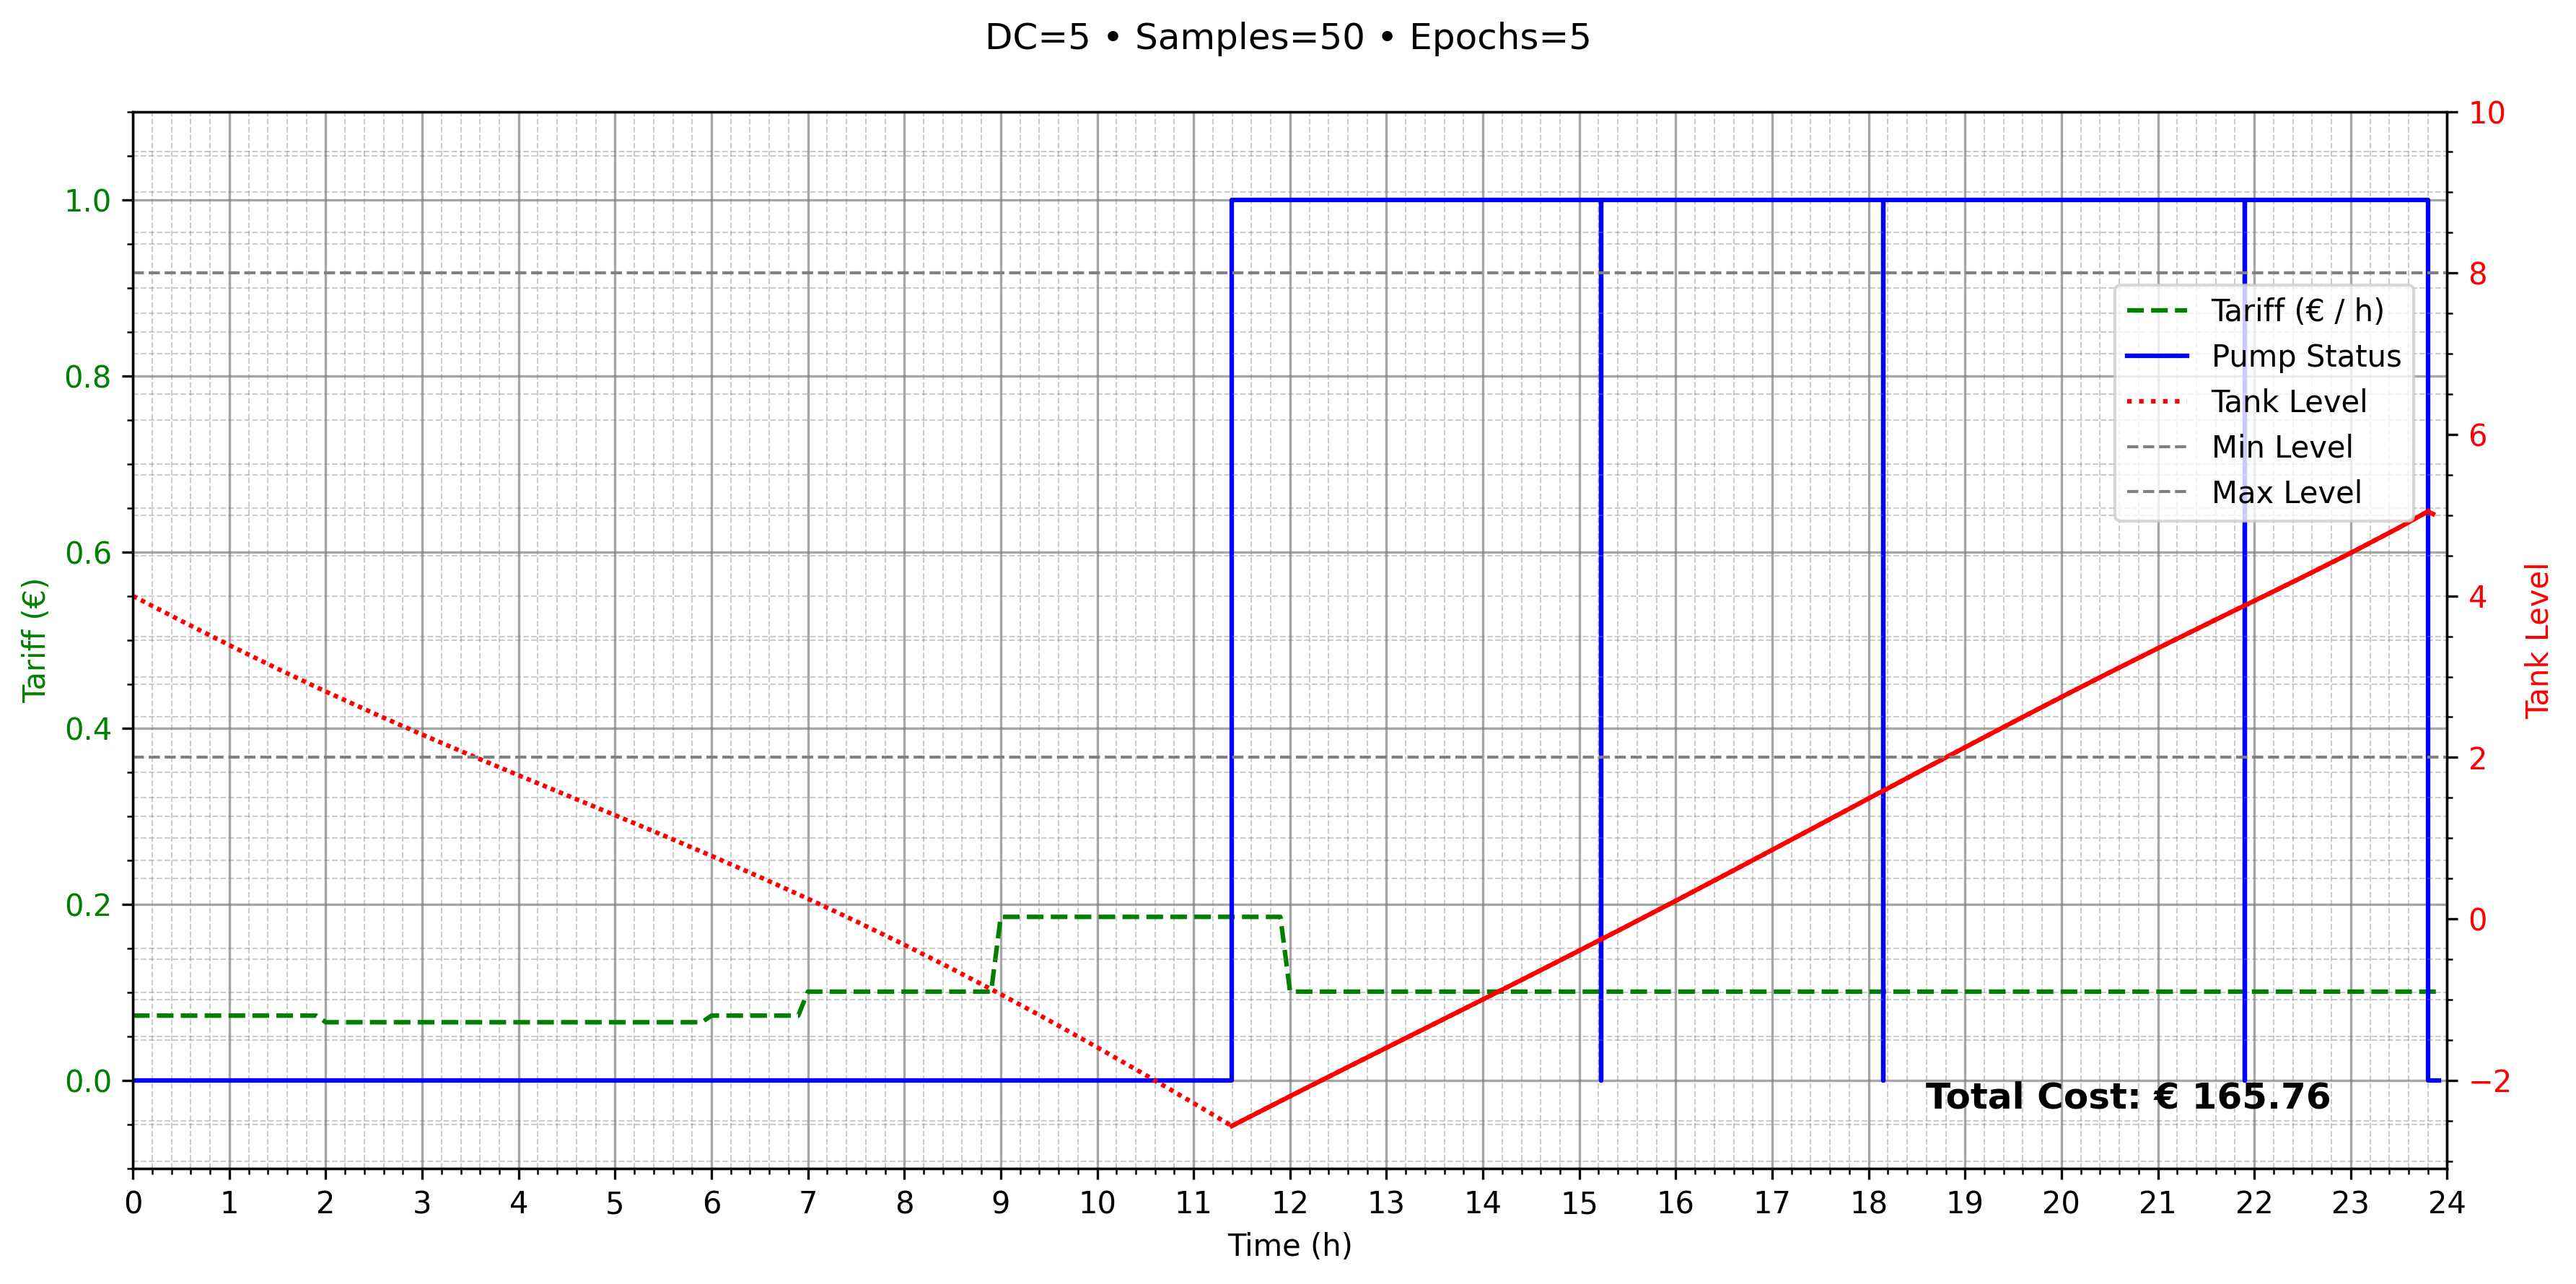 DC=5 • Samples=50 • Epochs=5
Tariff (€)
1.0
0.8
0.6
0.4
0.2
0.0
10
8
6
4
2
0
−2
Tank Level
Tariff (€ / h)
Pump Status
Tank Level
Min Level
Max Level
Total Cost: € 165.76
0 1 2 3 4 5 6 7 8 9 10 11 12 13 14 15 16 17 18 19 20 21 22 23 24
Time (h)